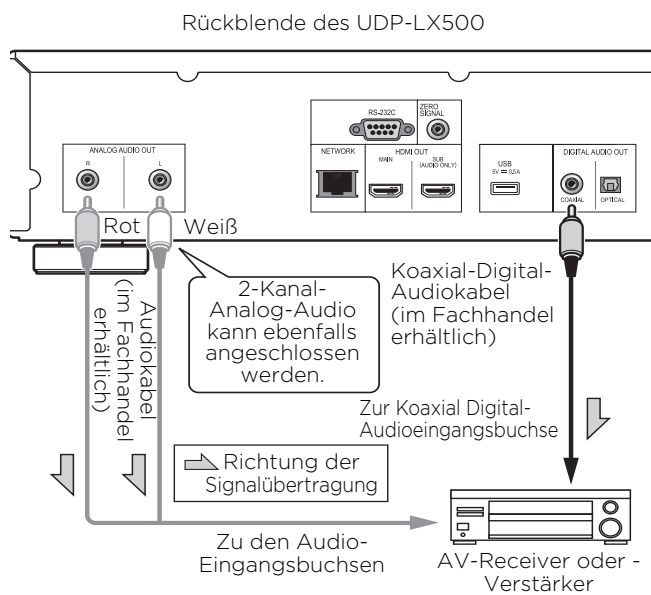 Rückblende des UDP-LX500
RS-232C
ZERO
SIGNAL
ANALOG AUDIO OUT
R
L
NETWORK
HDMI OUT
MAIN
SUB
(AUDIO ONLY)
USB
5V ⎓ 0,5A
DIGITAL AUDIO OUT
COAXIAL
OPTICAL
Rot
Weiß
2-Kanal-
Analog-Audio
kann ebenfalls
angeschlossen
werden.
Koaxial-Digital-
Audiokabel
(im Fachhandel
erhältlich)
Audiokabel
(im Fachhandel
erhältlich)
Zur Koaxial Digital-
Audioeingangsbuchse
Richtung der
Signalübertragung
Zu den Audio-
Eingangsbuchsen
AV-Receiver oder -
Verstärker